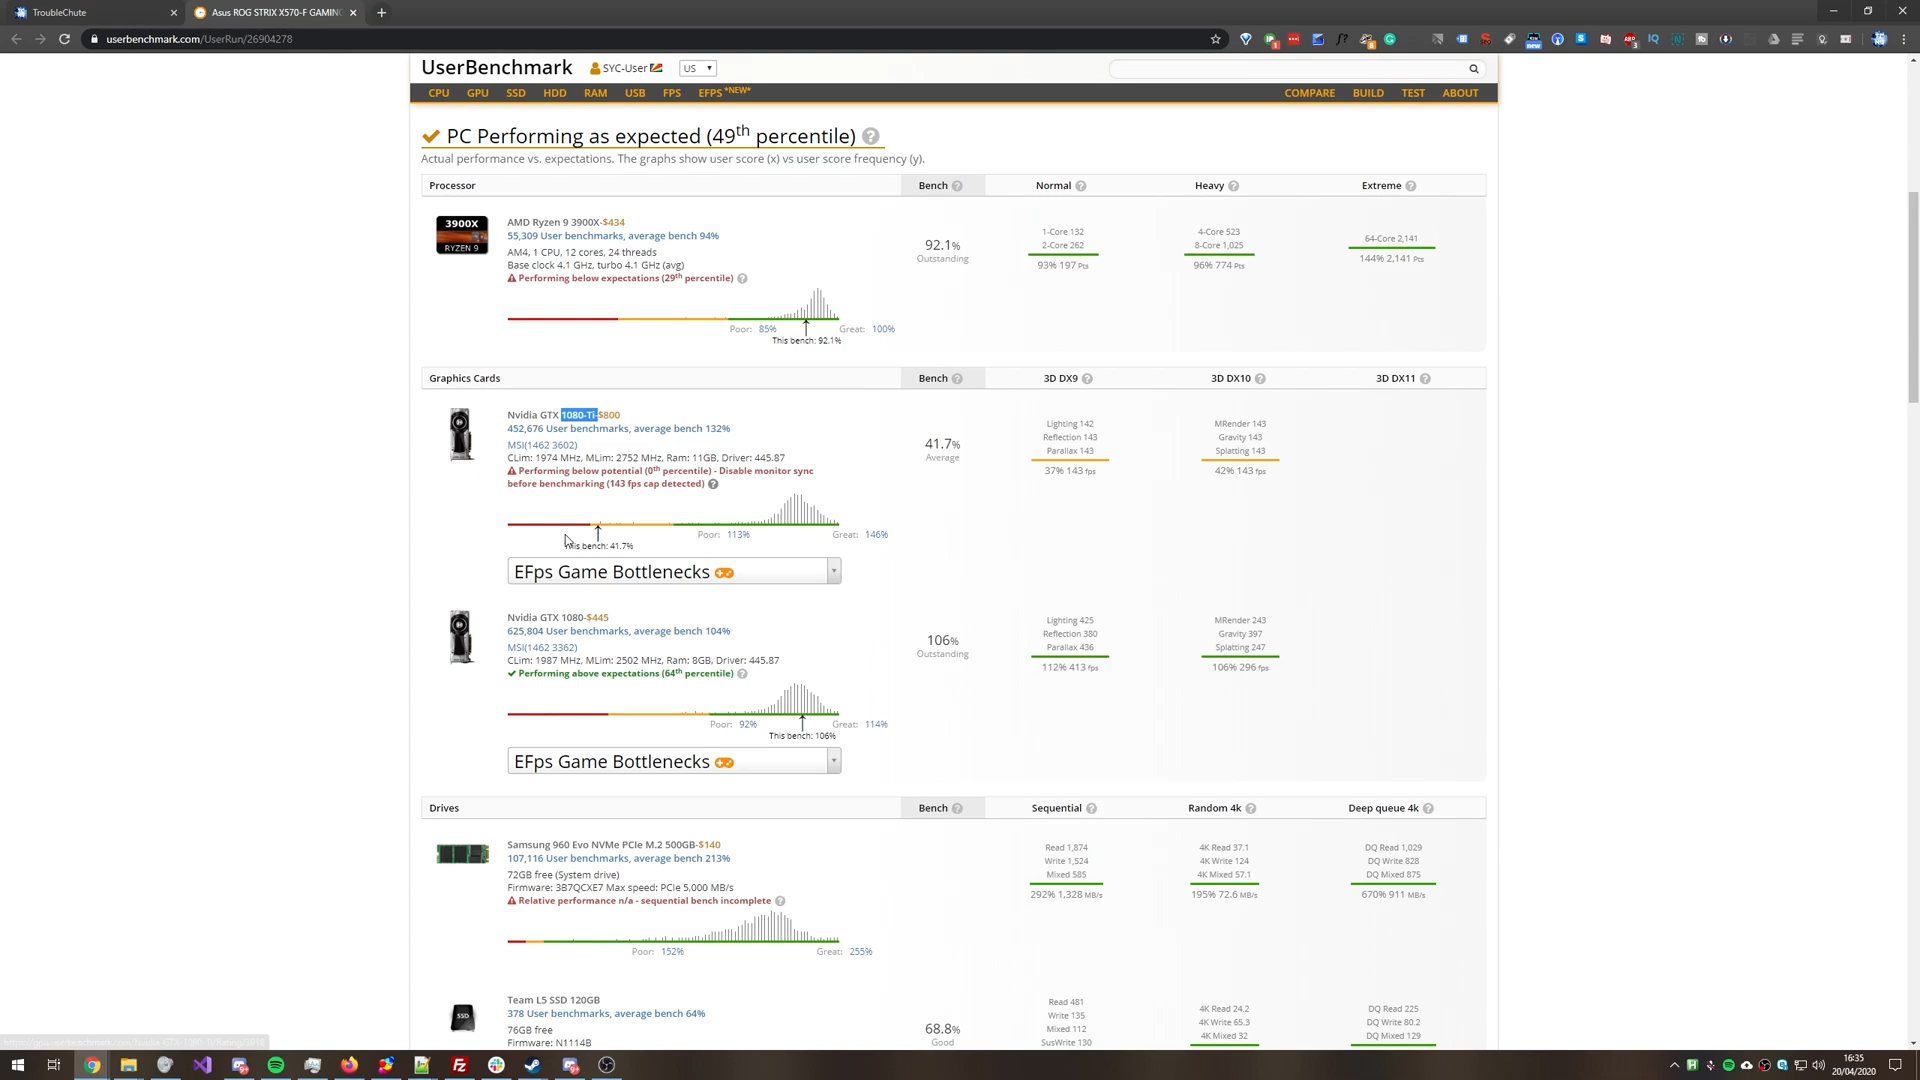 TroubleChute
Asus ROG STRIX X570-F GAMING
userbenchmark.com/UserRun/26904278
UserBenchmark
SYC-User
US
CPU GPU SSD HDD RAM USB FPS EFPS *NEW*
COMPARE BUILD TEST ABOUT
PC Performing as expected (49th percentile)
Actual performance vs. expectations. The graphs show user score (x) vs user score frequency (y).
Processor Bench Normal Heavy Extreme
3900X
RYZEN 9
AMD Ryzen 9 3900X-$434
55,309 User benchmarks, average bench 94%
AM4, 1 CPU, 12 cores, 24 threads
Base clock 4.1 GHz, turbo 4.1 GHz (avg)
Performing below expectations (29th percentile)
Poor: 85%
Great: 100%
This bench: 92.1%
92.1%
Outstanding
1-Core 132
2-Core 262
93% 197 Pts
4-Core 523
8-Core 1,025
96% 774 Pts
64-Core 2,141
144% 2,141 Pts
Graphics Cards Bench 3D DX9 3D DX10 3D DX11
Nvidia GTX 1080-Ti-$800
452,676 User benchmarks, average bench 132%
MSI(1462 3602)
CLim: 1974 MHz, MLim: 2752 MHz, Ram: 11GB, Driver: 445.87
Performing below potential (0th percentile) - Disable monitor sync
before benchmarking (143 fps cap detected)
Poor: 113%
Great: 146%
This bench: 41.7%
41.7%
Average
Lighting 142
Reflection 143
Parallax 143
37% 143 fps
MRender 143
Gravity 143
Splatting 143
42% 143 fps
EFps Game Bottlenecks
Nvidia GTX 1080-$445
625,804 User benchmarks, average bench 104%
MSI(1462 3362)
CLim: 1987 MHz, MLim: 2502 MHz, Ram: 8GB, Driver: 445.87
Performing above expectations (64th percentile)
Poor: 92%
Great: 114%
This bench: 106%
106%
Outstanding
Lighting 425
Reflection 380
Parallax 436
112% 413 fps
MRender 243
Gravity 397
Splatting 247
106% 296 fps
EFps Game Bottlenecks
Drives Bench Sequential Random 4k Deep queue 4k
Samsung 960 Evo NVMe PCIe M.2 500GB-$140
107,116 User benchmarks, average bench 213%
72GB free (System drive)
Firmware: 3B7QCXE7 Max speed: PCIe 5,000 MB/s
Relative performance n/a - sequential bench incomplete
Poor: 152%
Great: 255%
Read 1,874
Write 1,524
Mixed 585
292% 1,328 MB/s
4K Read 37.1
4K Write 124
4K Mixed 57.1
195% 72.6 MB/s
DQ Read 1,029
DQ Write 828
DQ Mixed 875
670% 911 MB/s
SSD
Team L5 SSD 120GB
378 User benchmarks, average bench 64%
76GB free
Firmware: N1114B
68.8%
Good
Read 481
Write 135
Mixed 112
SusWrite 130
4K Read 24.2
4K Write 65.3
4K Mixed 32
DQ Read 225
DQ Write 80.2
DQ Mixed 129
16:35
20/04/2020